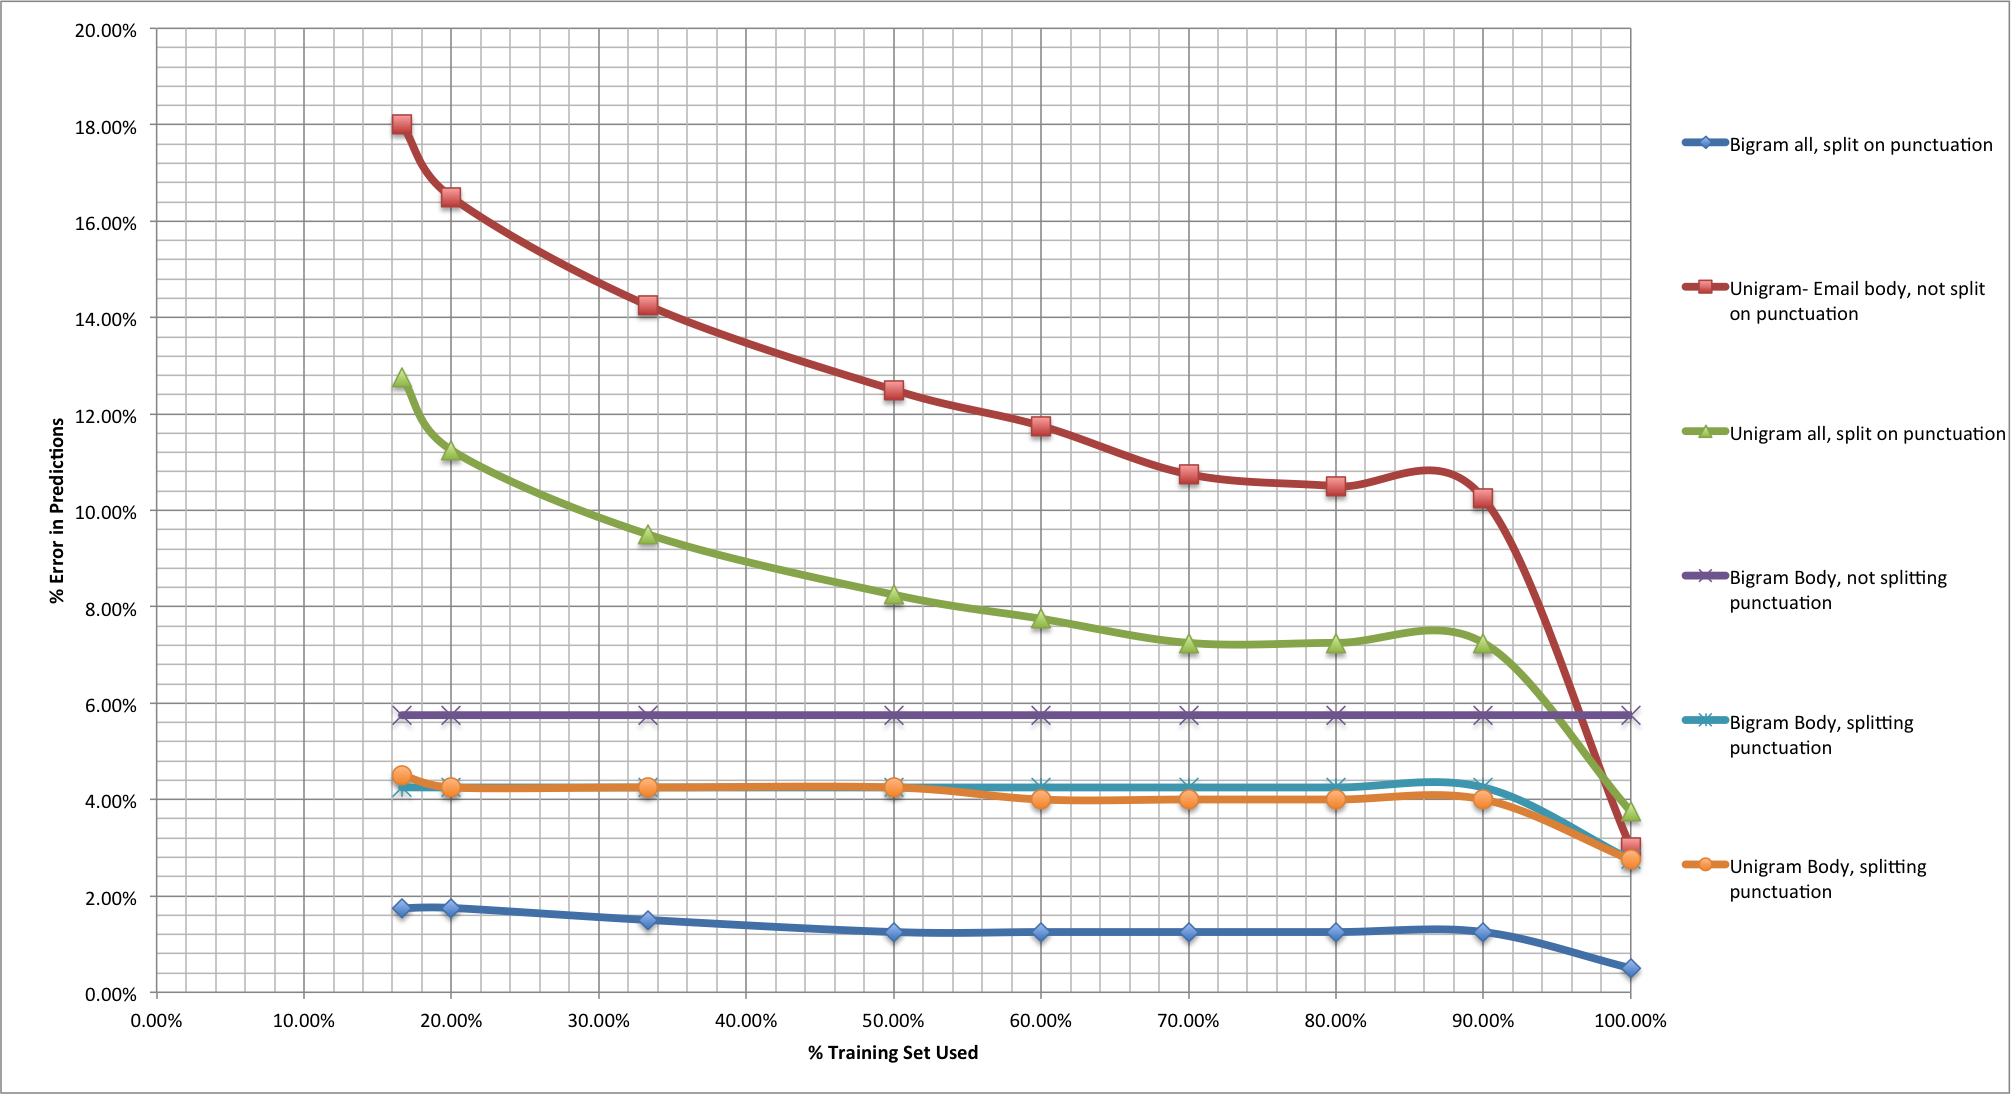 20.00%
18.00%
16.00%
14.00%
12.00%
10.00%
8.00%
6.00%
4.00%
2.00%
0.00%
% Error in Predictions
0.00%
10.00%
20.00%
30.00%
40.00%
50.00%
60.00%
70.00%
80.00%
90.00%
100.00%
% Training Set Used
Bigram all, split on punctuation
Unigram- Email body, not split
on punctuation
Unigram all, split on punctuation
Bigram Body, not splitting
punctuation
Bigram Body, splitting
punctuation
Unigram Body, splitting
punctuation